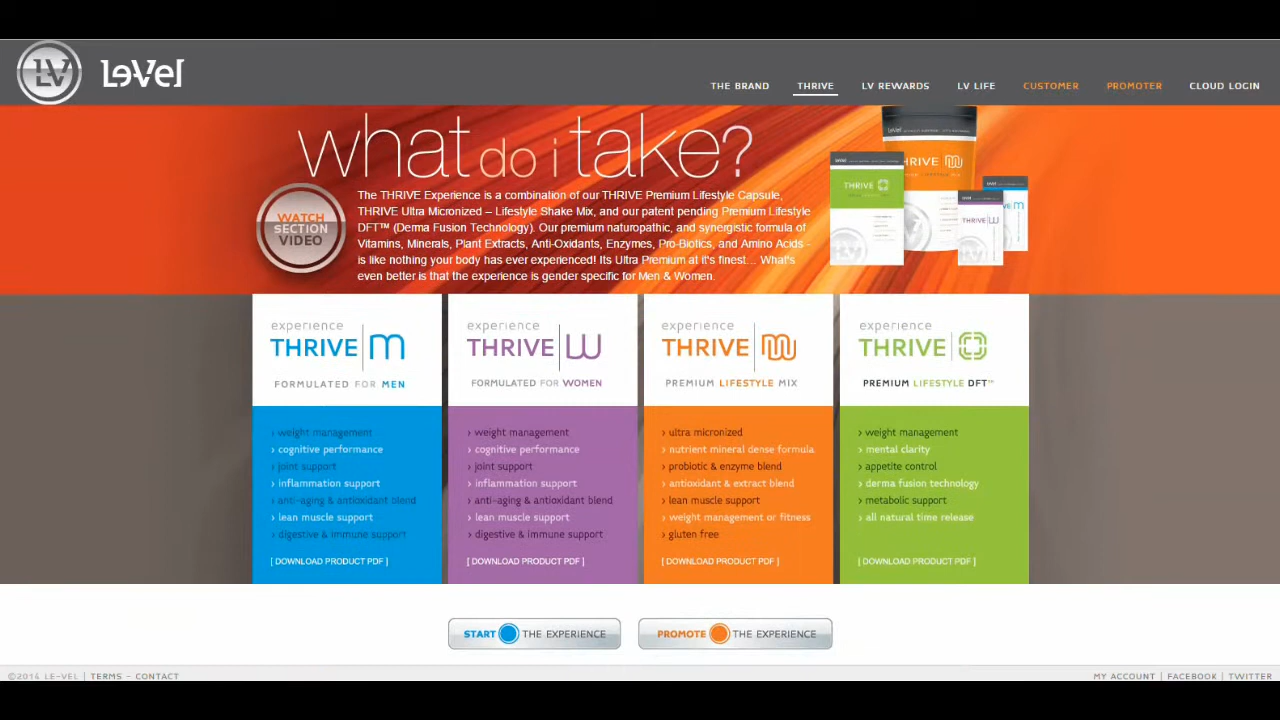 LV Le-Vel
THE BRAND THRIVE LV REWARDS LV LIFE CUSTOMER PROMOTER CLOUD LOGIN
what do i take?
WATCH
SECTION
VIDEO
The THRIVE Experience is a combination of our THRIVE Premium Lifestyle Capsule,
THRIVE Ultra Micronized – Lifestyle Shake Mix, and our patent pending Premium Lifestyle
DFT™ (Derma Fusion Technology). Our premium naturopathic, and synergistic formula of
Vitamins, Minerals, Plant Extracts, Anti-Oxidants, Enzymes, Pro-Biotics, and Amino Acids -
is like nothing your body has ever experienced! Its Ultra Premium at it's finest... What's
even better is that the experience is gender specific for Men & Women.
THRIVE
THRIVE
THRIVE
experience
THRIVE M
FORMULATED FOR MEN
› weight management
› cognitive performance
› joint support
› inflammation support
› anti-aging & antioxidant blend
› lean muscle support
› digestive & immune support
[ DOWNLOAD PRODUCT PDF ]
experience
THRIVE W
FORMULATED FOR WOMEN
› weight management
› cognitive performance
› joint support
› inflammation support
› anti-aging & antioxidant blend
› lean muscle support
› digestive & immune support
[ DOWNLOAD PRODUCT PDF ]
experience
THRIVE
PREMIUM LIFESTYLE MIX
› ultra micronized
› nutrient mineral dense formula
› probiotic & enzyme blend
› antioxidant & extract blend
› lean muscle support
› weight management or fitness
› gluten free
[ DOWNLOAD PRODUCT PDF ]
experience
THRIVE
PREMIUM LIFESTYLE DFT™
› weight management
› mental clarity
› appetite control
› derma fusion technology
› metabolic support
› all natural time release
[ DOWNLOAD PRODUCT PDF ]
START THE EXPERIENCE
PROMOTE THE EXPERIENCE
©2014 LE-VEL | TERMS - CONTACT
MY ACCOUNT | FACEBOOK | TWITTER